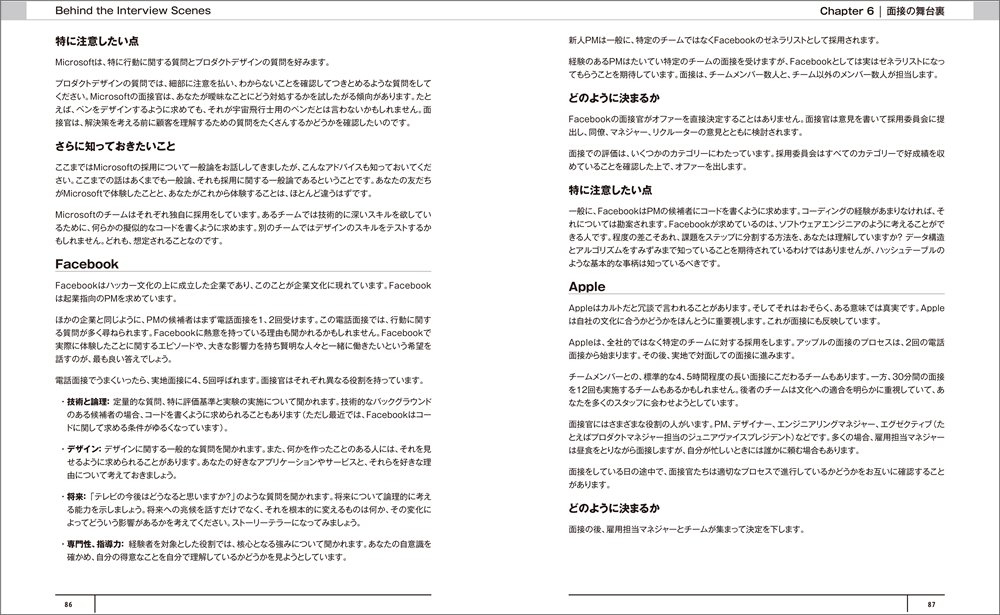 Behind the Interview Scenes
特に注意したい点
Microsoftは、特に行動に関する質問とプロダクトデザインの質問を好みます。
プロダクトデザインの質問では、細部に注意を払い、わからないことを確認してつきとめるような質問をして
ください。Microsoftの面接官は、あなたが曖昧なことにどう対処するかを試したがる傾向があります。たと
えば、ペンをデザインするように求めても、それが宇宙飛行士用のペンだとは言わないかもしれません。面
接官は、解決策を考える前に顧客を理解するための質問をたくさんするかどうかを確認したいのです。
さらに知っておきたいこと
ここまではMicrosoftの採用について一般論をお話ししてきましたが、こんなアドバイスも知っておいてくだ
さい。ここまでの話はあくまでも一般論、それも採用に関する一般論であるということです。あなたの友だち
がMicrosoftで体験したことと、あなたがこれから体験することは、ほとんど違うはずです。
Microsoftのチームはそれぞれ独自に採用をしています。あるチームでは技術的に深いスキルを欲してい
るために、何らかの擬似的なコードを書くように求めます。別のチームではデザインのスキルをテストするか
もしれません。どれも、想定されることなのです。
Facebook
Facebookはハッカー文化の上に成立した企業であり、このことが企業文化に現れています。Facebook
は起業指向のPMを求めています。
ほかの企業と同じように、PMの候補者はまず電話面接を1、2回受けます。この電話面接では、行動に関す
る質問が多く尋ねられます。Facebookに熱意を持っている理由も聞かれるかもしれません。Facebookで
実際に体験したことに関するエピソードや、大きな影響力を持ち賢明な人々と一緒に働きたいという希望を
話すのが、最も良い答えでしょう。
電話面接でうまくいったら、実地面接に4、5回呼ばれます。面接官はそれぞれ異なる役割を持っています。
・技術と論理: 定量的な質問、特に評価基準と実験の実施について聞かれます。技術的なバックグラウンド
のある候補者の場合、コードを書くように求められることもあります(ただし最近では、Facebookはコー
ドに関して求める条件がゆるくなっています)。
・デザイン: デザインに関する一般的な質問を聞かれます。また、何かを作ったことのある人には、それを見
せるように求められることがあります。あなたの好きなアプリケーションやサービスと、それらを好きな理
由について考えておきましょう。
・将来: 「テレビの今後はどうなると思いますか?」のような質問を聞かれます。将来について論理的に考え
る能力を示しましょう。将来への兆候を話すだけでなく、それを根本的に変えるものは何か、その変化に
よってどういう影響があるかを考えてください。ストーリーテラーになってみましょう。
・専門性、指導力: 経験者を対象とした役割では、核心となる強みについて聞かれます。あなたの自意識を
確かめ、自分の得意なことを自分で理解しているかどうかを見ようとしています。
86
Chapter 6 | 面接の舞台裏
新人PMは一般に、特定のチームではなくFacebookのゼネラリストとして採用されます。
経験のあるPMはたいてい特定のチームの面接を受けますが、Facebookとしては実はゼネラリストになっ
てもらうことを期待しています。面接は、チームメンバー数人と、チーム以外のメンバー数人が担当します。
どのように決まるか
Facebookの面接官がオファーを直接決定することはありません。面接官は意見を書いて採用委員会に提
出し、同僚、マネジャー、リクルーターの意見とともに検討されます。
面接での評価は、いくつかのカテゴリーにわたっています。採用委員会はすべてのカテゴリーで好成績を収
めていることを確認した上で、オファーを出します。
特に注意したい点
一般に、FacebookはPMの候補者にコードを書くように求めます。コーディングの経験があまりなければ、そ
れについては勘案されます。Facebookが求めているのは、ソフトウェアエンジニアのように考えることがで
きる人です。程度の差こそあれ、課題をステップに分割する方法を、あなたは理解していますか? データ構造
とアルゴリズムをすみずみまで知っていることを期待されているわけではありませんが、ハッシュテーブルの
ような基本的な事柄は知っているべきです。
Apple
Appleはカルトだと冗談で言われることがあります。そしてそれはおそらく、ある意味では真実です。Apple
は自社の文化に合うかどうかをほんとうに重要視します。これが面接にも反映しています。
Appleは、全社的ではなく特定のチームに対する採用をします。アップルの面接のプロセスは、2回の電話
面接から始まります。その後、実地で対面しての面接に進みます。
チームメンバーとの、標準的な4、5時間程度の長い面接にこだわるチームもあります。一方、30分間の面接
を12回も実施するチームもあるかもしれません。後者のチームは文化への適合を明らかに重視していて、あ
なたを多くのスタッフに会わせようとしています。
面接官にはさまざまな役割の人がいます。PM、デザイナー、エンジニアリングマネジャー、エグゼクティブ(た
とえばプロダクトマネジャー担当のジュニアヴァイスプレジデント)などです。多くの場合、雇用担当マネジャー
は昼食をとりながら面接しますが、自分が忙しいときには誰かに頼む場合もあります。
面接をしている日の途中で、面接官たちは適切なプロセスで進行しているかどうかをお互いに確認すること
があります。
どのように決まるか
面接の後、雇用担当マネジャーとチームが集まって決定を下します。
87